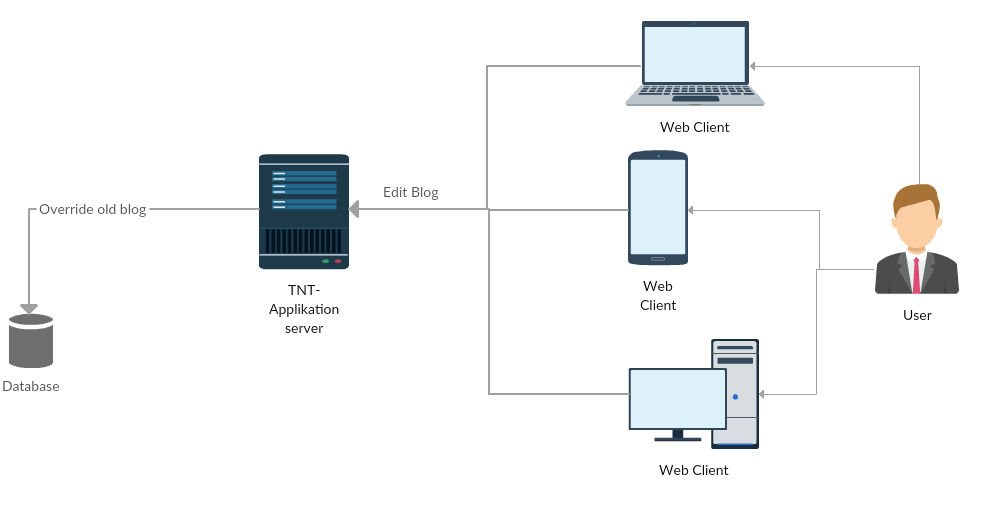 Web Client
Edit Blog
Override old blog
TNT-
Applikation
server
Web
Client
User
Database
Web Client